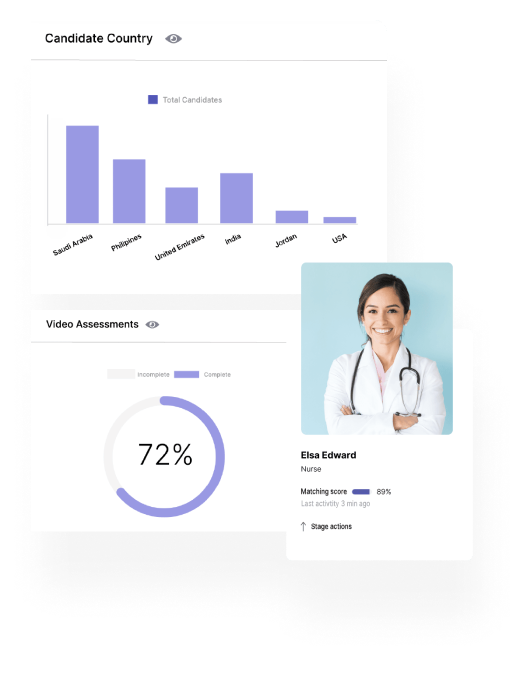 Candidate Country
Total Candidates
Saudi Arabia
Philipines
United Emirates
India
Jordan
USA
Video Assessments
Incomplete
Complete
72%
Elsa Edward
Nurse
Matching score 89%
Last activtity 3 min ago
Stage actions